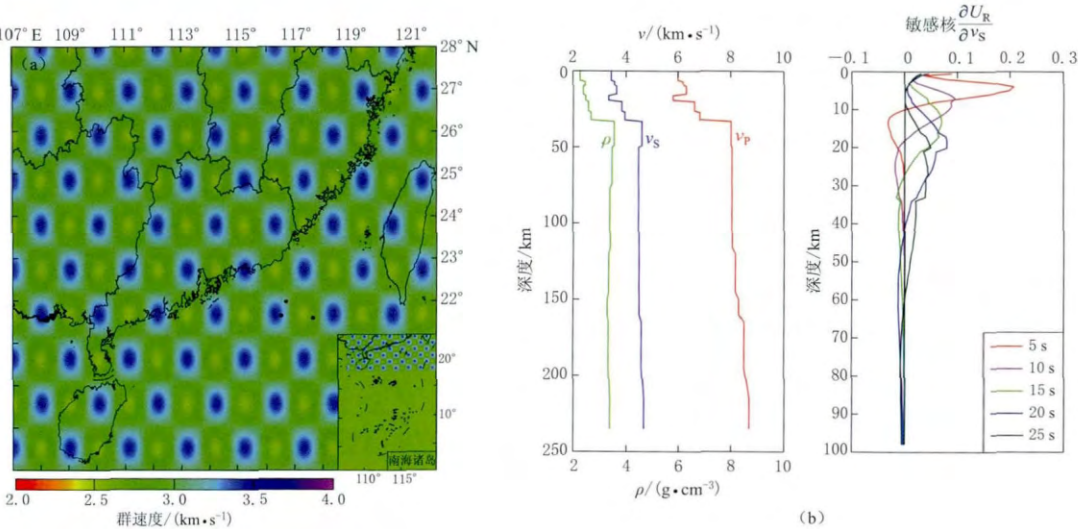 107° E 109° 111° 113° 115° 117° 119° 121°
28° N
(a)
27°
26°
25°
24°
23°
22°
20°
10°
南海诸岛
110° 115°
2.0 2.5 3.0 3.5 4.0
群速度/(km•s⁻¹)
v/(km•s⁻¹)
2 4 6 8 10
0
50
100
150
200
250
深度/km
ρ vS vP
2 4 6 8 10
ρ/(g•cm⁻³)
敏感核 ∂UR/∂vS
−0.1 0 0.1 0.2 0.3
0
10
20
30
40
50
60
70
80
90
100
深度/km
5 s
10 s
15 s
20 s
25 s
(b)